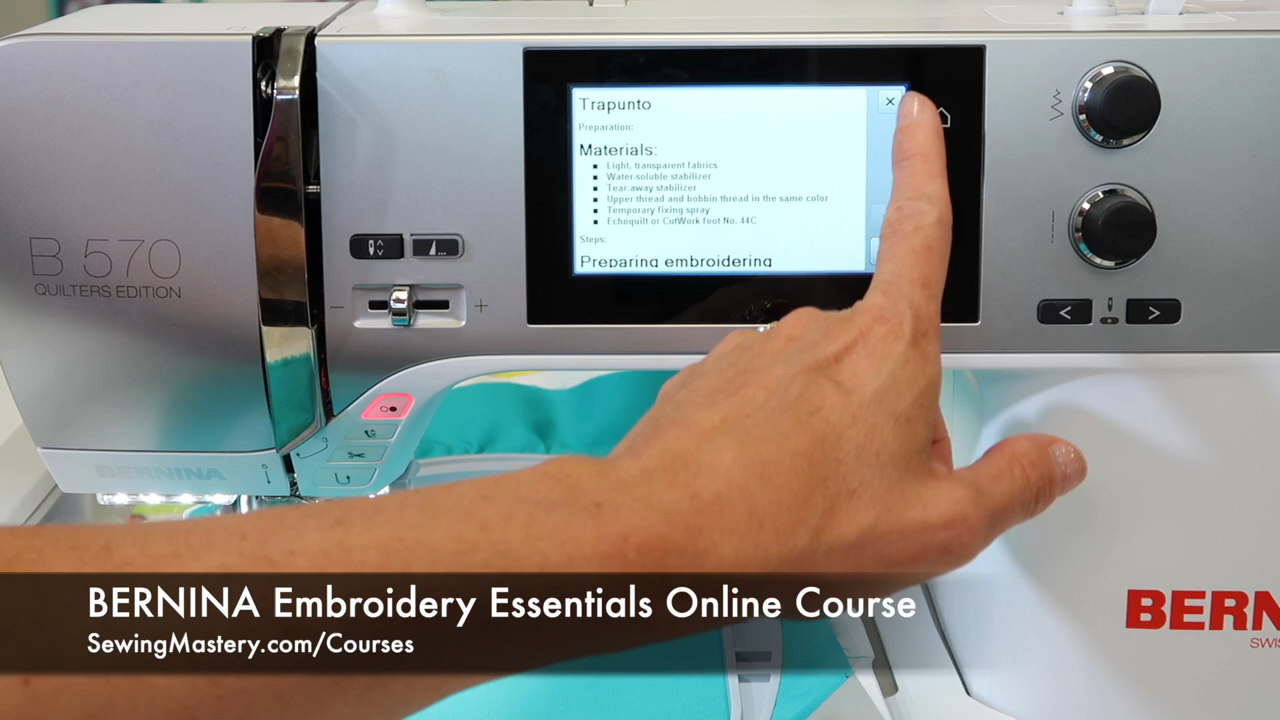 Trapunto
Preparation:
Materials:
Light, transparent fabrics
Water-soluble stabilizer
Tear away stabilizer
Upper thread and bobbin thread in the same color
Temporary fixing spray
Echoquilt or CutWork foot No. 44C
Steps:
Preparing embroidering
B 570
QUILTERS EDITION
BERNINA
BERN
SWIS
BERNINA Embroidery Essentials Online Course
SewingMastery.com/Courses